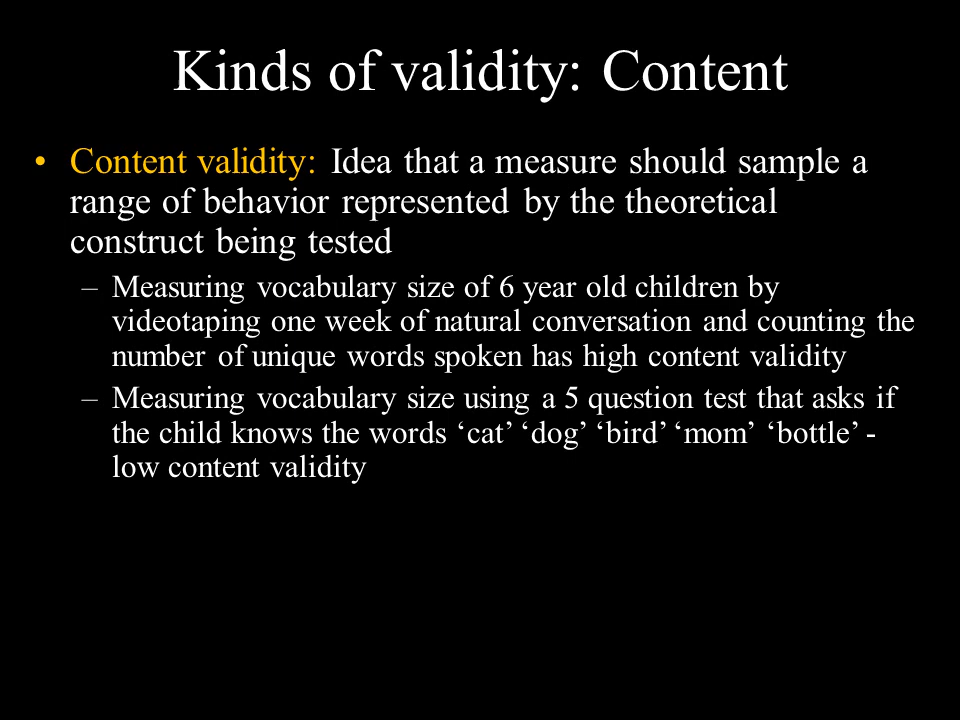 Kinds of validity: Content
• Content validity: Idea that a measure should sample a
range of behavior represented by the theoretical
construct being tested
– Measuring vocabulary size of 6 year old children by
videotaping one week of natural conversation and counting the
number of unique words spoken has high content validity
– Measuring vocabulary size using a 5 question test that asks if
the child knows the words ‘cat’ ‘dog’ ‘bird’ ‘mom’ ‘bottle’ -
low content validity